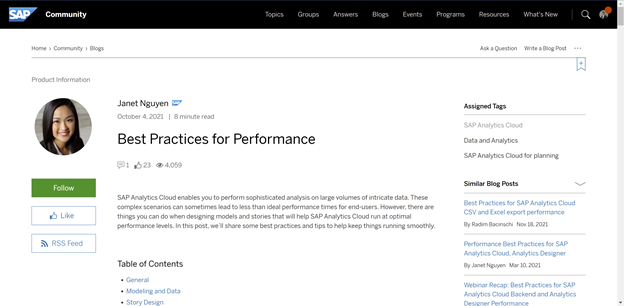 SAP Community
Topics Groups Answers Blogs Events Programs Resources What's New
Home › Community › Blogs
Ask a Question Write a Blog Post ...
Product Information
Janet Nguyen SAP
October 4, 2021 | 8 minute read
Best Practices for Performance
1 23 4,059
Follow
Like
RSS Feed
SAP Analytics Cloud enables you to perform sophisticated analysis on large volumes of intricate data. These
complex scenarios can sometimes lead to less than ideal performance times for end-users. However, there are
things you can do when designing models and stories that will help SAP Analytics Cloud run at optimal
performance levels. In this post, we'll share some best practices and tips to help keep things running smoothly.
Table of Contents
• General
• Modeling and Data
• Story Design
Assigned Tags
SAP Analytics Cloud
Data and Analytics
SAP Analytics Cloud for planning
Similar Blog Posts
Best Practices for SAP Analytics Cloud
CSV and Excel export performance
By Radim Bacinschi Nov 18, 2021
Performance Best Practices for SAP
Analytics Cloud, Analytics Designer
By Janet Nguyen Mar 10, 2021
Webinar Recap: Best Practices for
SAP Analytics Cloud Backend and Analytics
Designer Performance